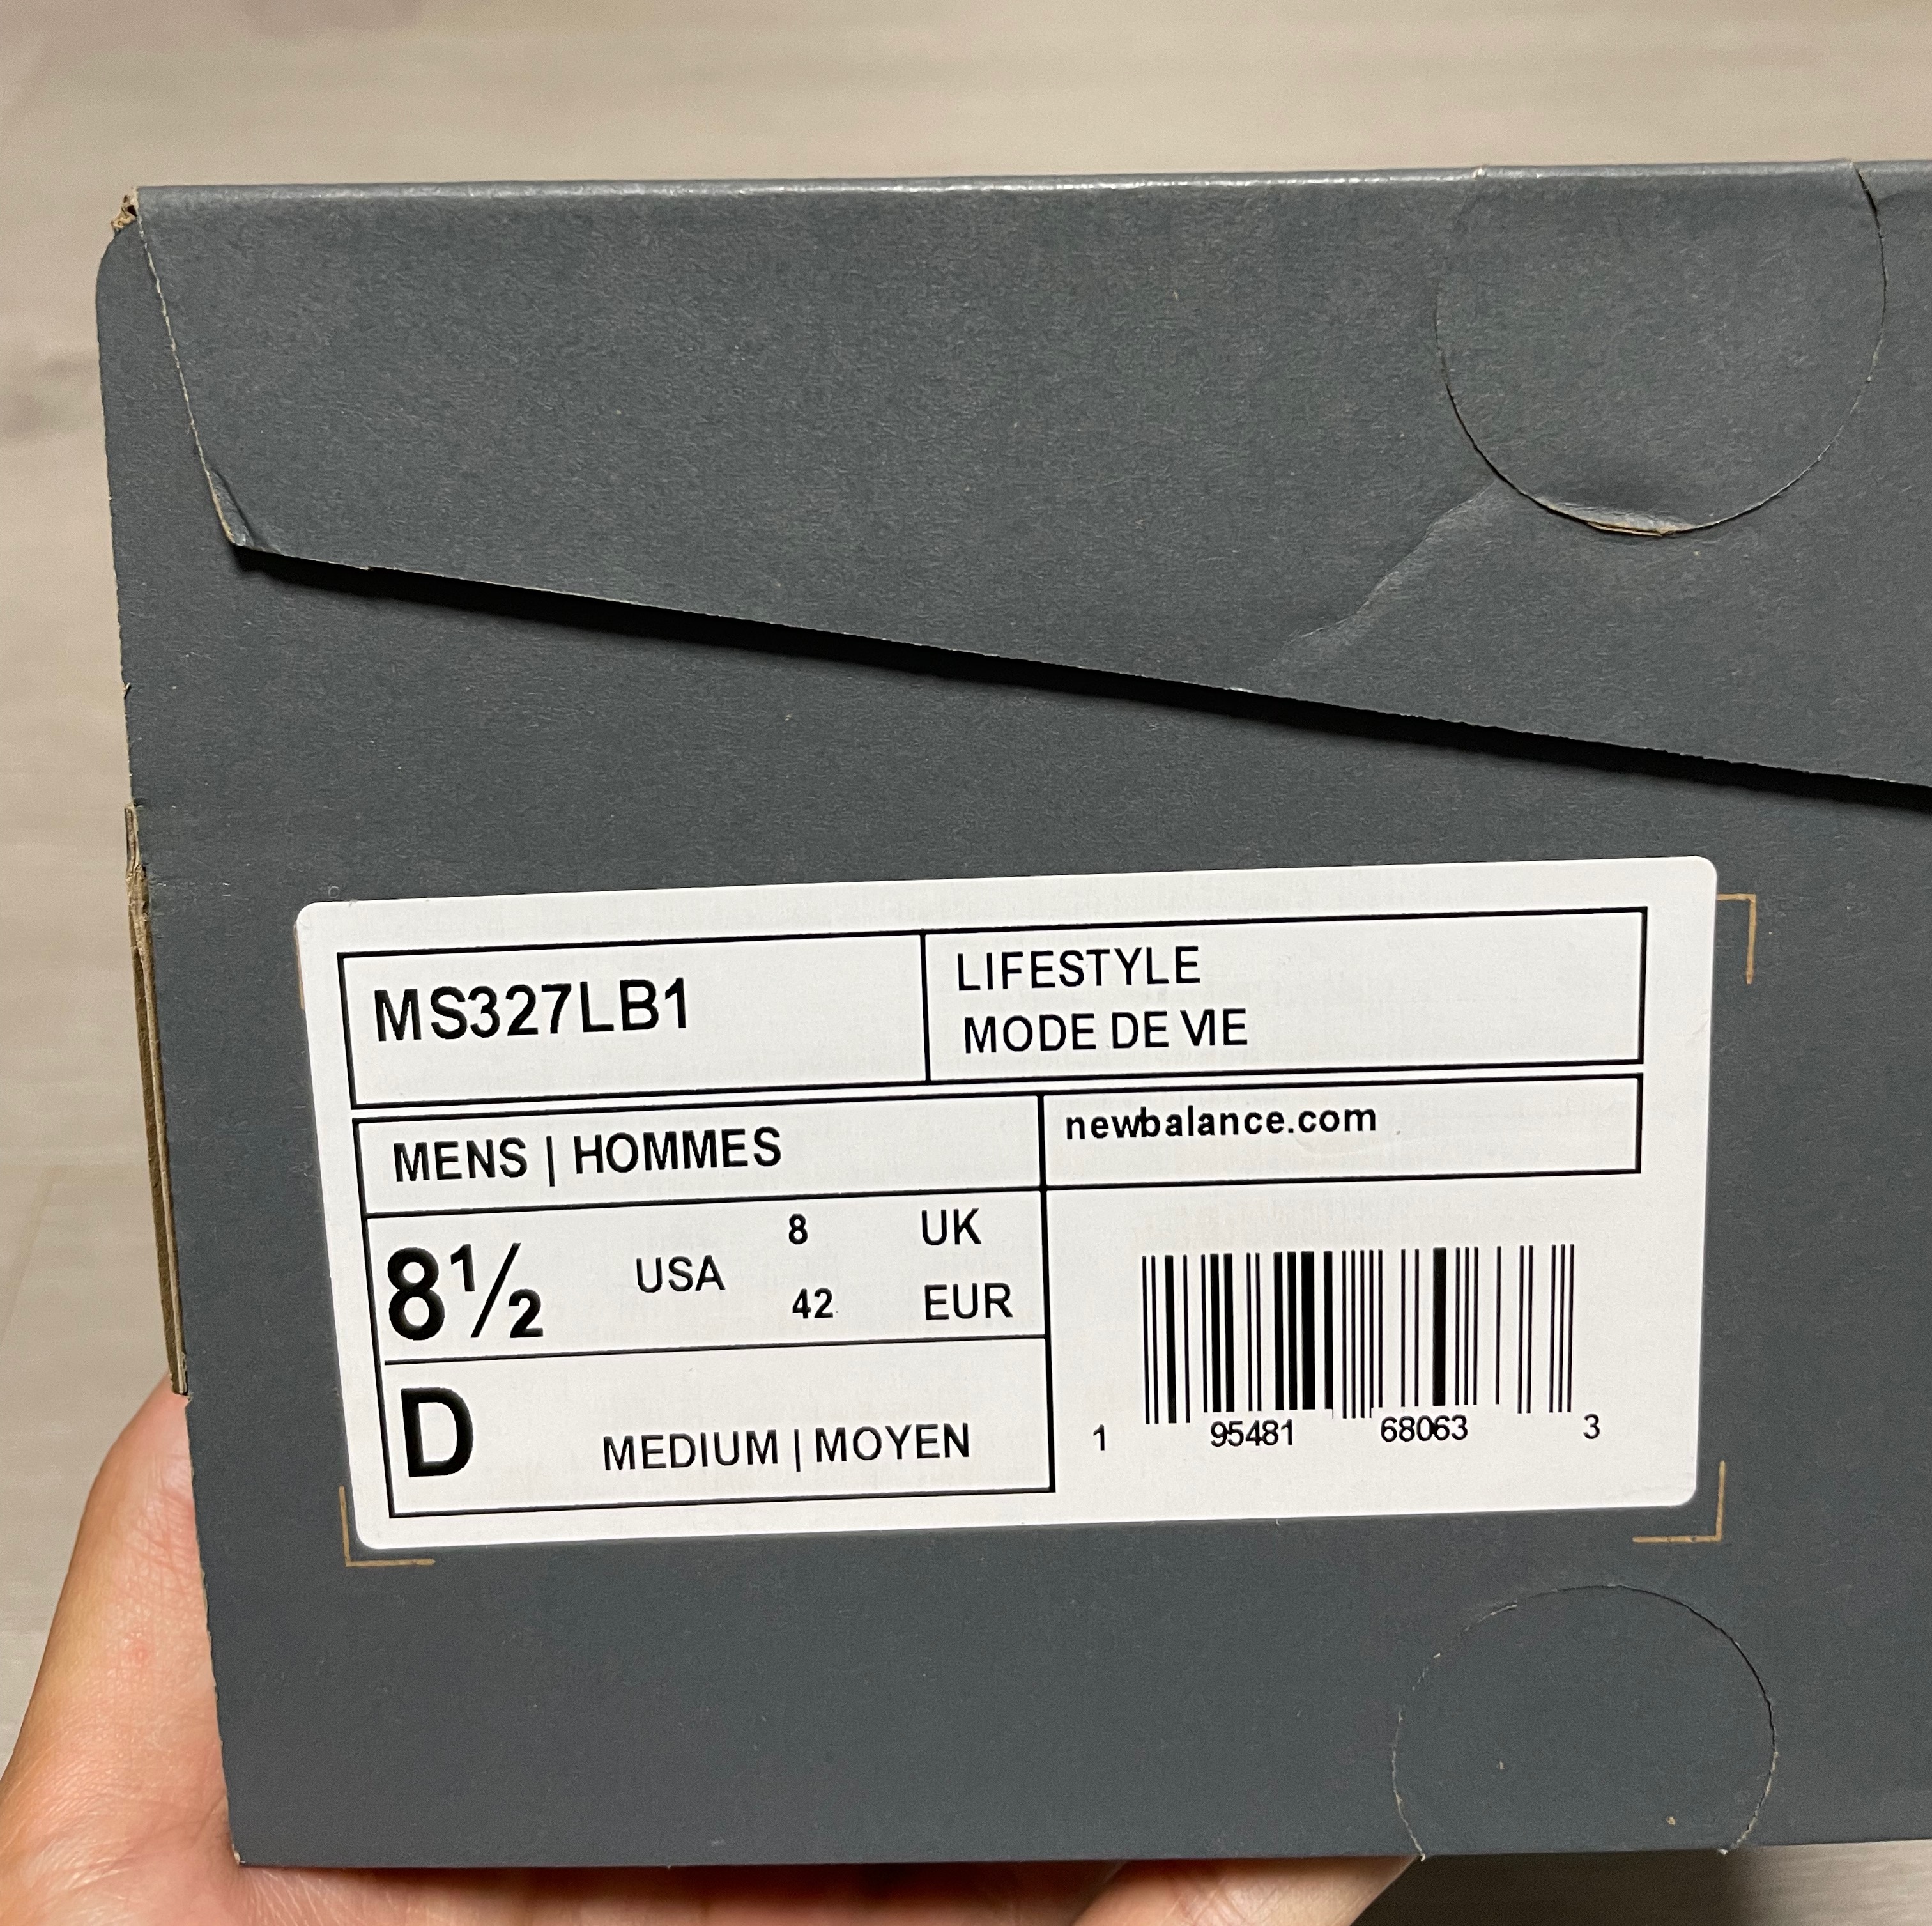 MS327LB1
LIFESTYLE
MODE DE VIE
MENS | HOMMES
newbalance.com
8½ USA
8 UK
42 EUR
D MEDIUM | MOYEN
1 95481 68063 3